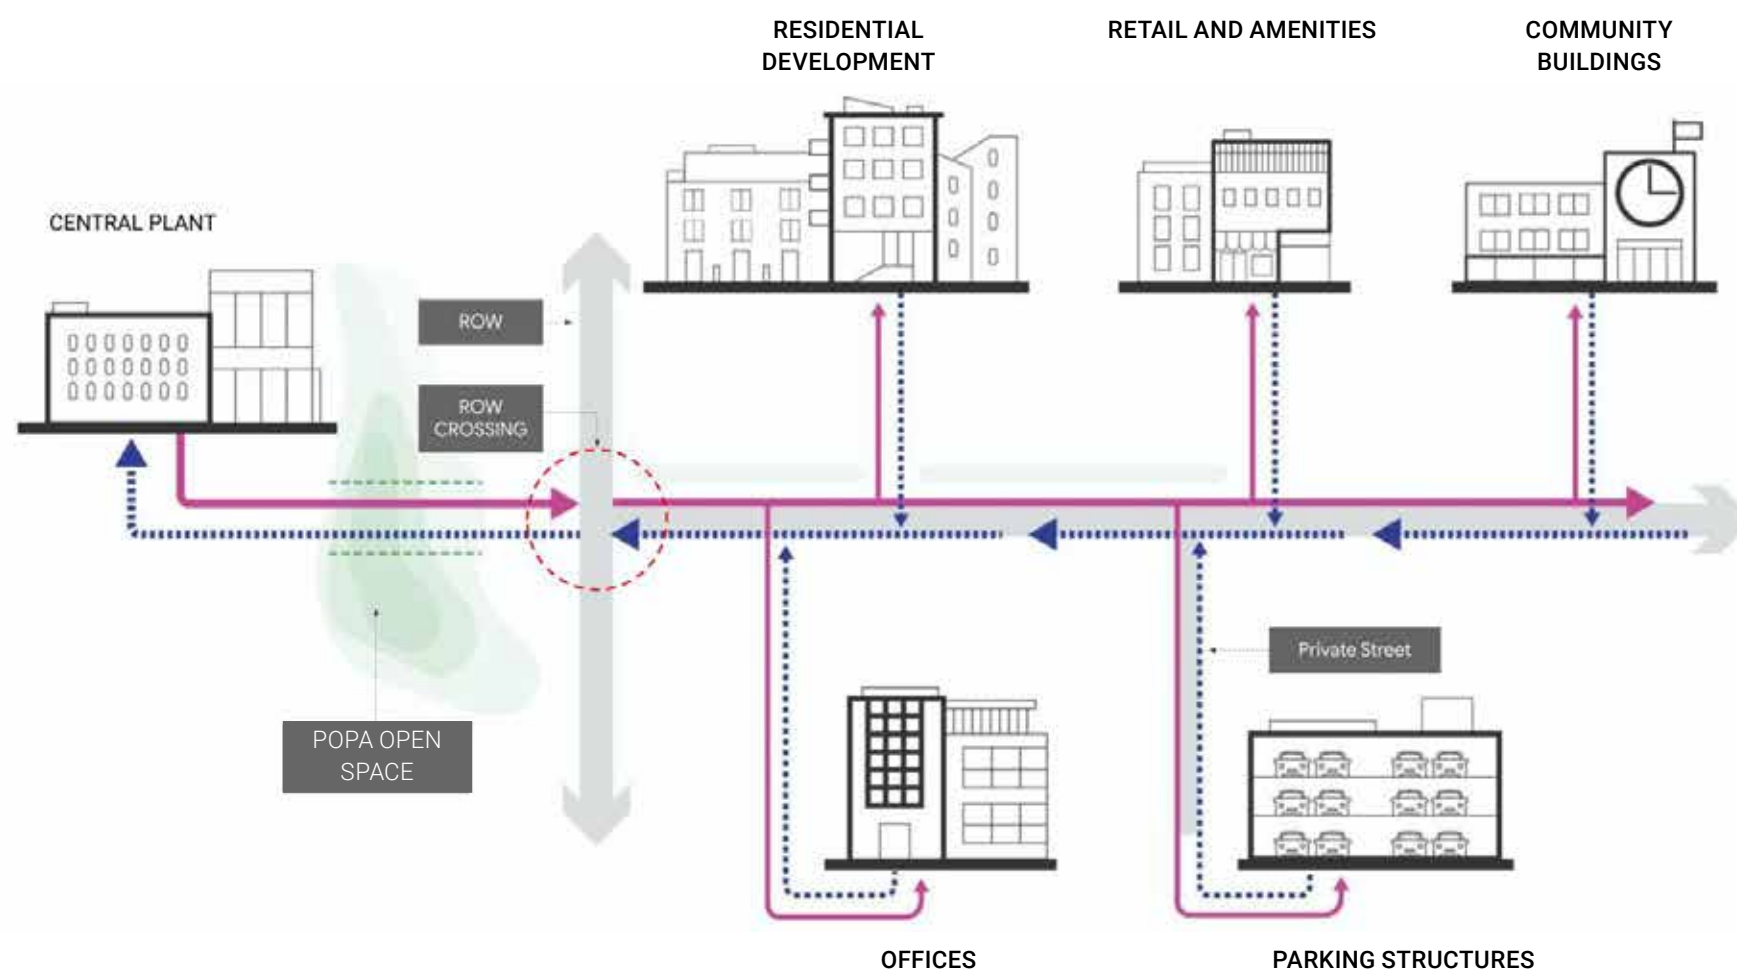 RESIDENTIAL
DEVELOPMENT
RETAIL AND AMENITIES
COMMUNITY
BUILDINGS
CENTRAL PLANT
ROW
ROW
CROSSING
Private Street
POPA OPEN
SPACE
OFFICES
PARKING STRUCTURES